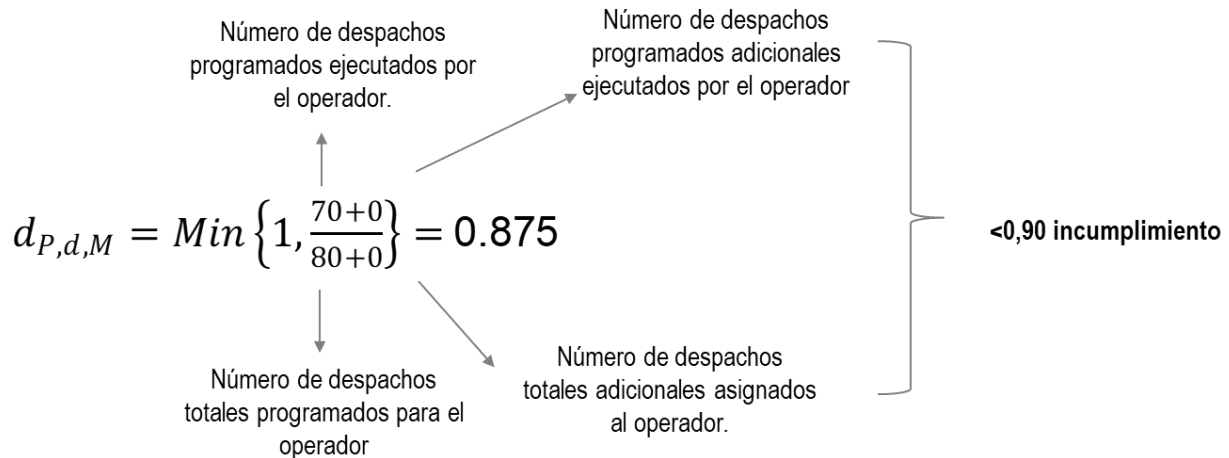 Número de despachos
programados ejecutados por
el operador.
Número de despachos
programados adicionales
ejecutados por el operador
d_{P,d,M} = Min {1, \frac{70+0}{80+0}} = 0.875
<0,90 incumplimiento
Número de despachos
totales programados para el
operador
Número de despachos
totales adicionales asignados
al operador.